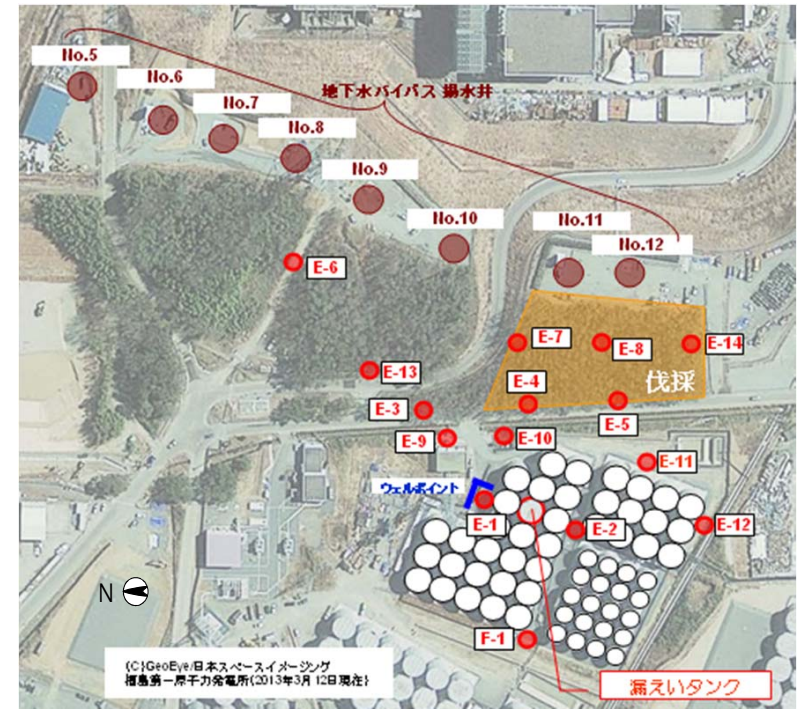 No.5
No.6
No.7
地下水バイパス 揚水井
No.8
No.9
No.10
No.11
No.12
E-6
E-7
E-8
E-14
E-13
伐採
E-4
E-3
E-5
E-9
E-10
E-11
ウェルポイント
E-1
E-2
E-12
N
F-1
(C)GeoEye/日本スペースイメージング
福島第一原子力発電所(2013年3月12日現在)
漏えいタンク